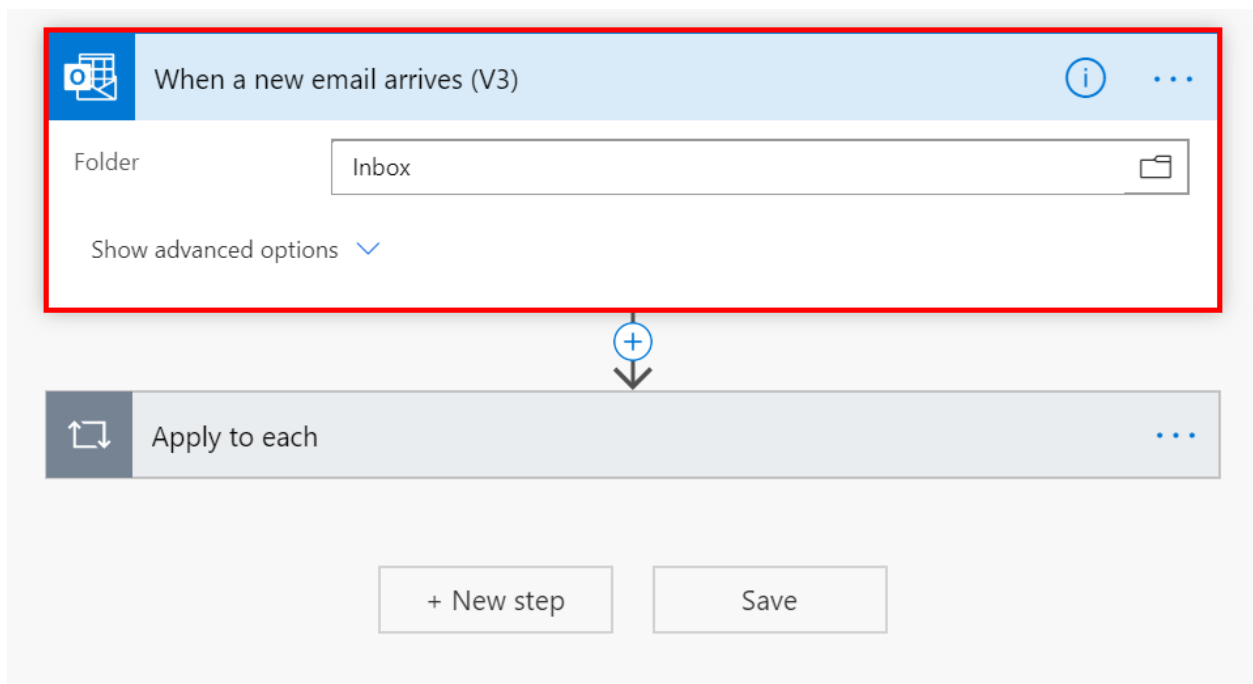 When a new email arrives (V3)
Folder
Inbox
Show advanced options
Apply to each
+ New step
Save